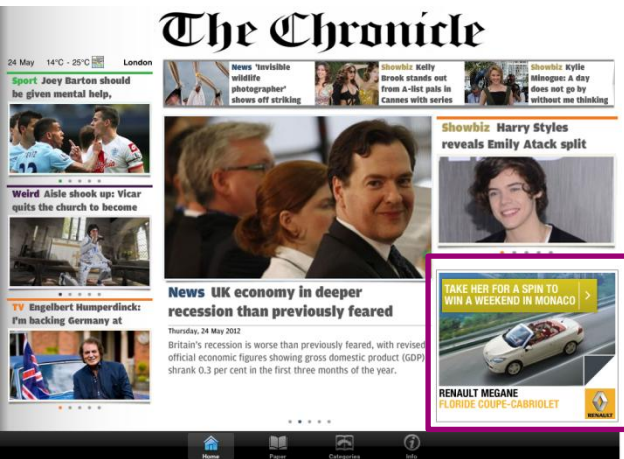 The Chronicle
24 May 14°C - 25°C London
Sport Joey Barton should
be given mental help,
Weird Aisle shook up: Vicar
quits the church to become
TV Engelbert Humperdinck:
I'm backing Germany at
News 'Invisible
wildlife
photographer'
shows off striking
Showbiz Kelly
Brook stands out
from A-list pals in
Cannes with series
Showbiz Kylie
Minogue: A day
does not go by
without me thinking
News UK economy in deeper
recession than previously feared
Thursday, 24 May 2012
Britain's recession is worse than previously feared, with revised
official economic figures showing gross domestic product (GDP)
shrank 0.3 per cent in the first three months of the year.
Showbiz Harry Styles
reveals Emily Atack split
TAKE HER FOR A SPIN TO
WIN A WEEKEND IN MONACO
RENAULT MEGANE
FLORIDE COUPE-CABRIOLET
RENAULT
Home Paper Categories Info